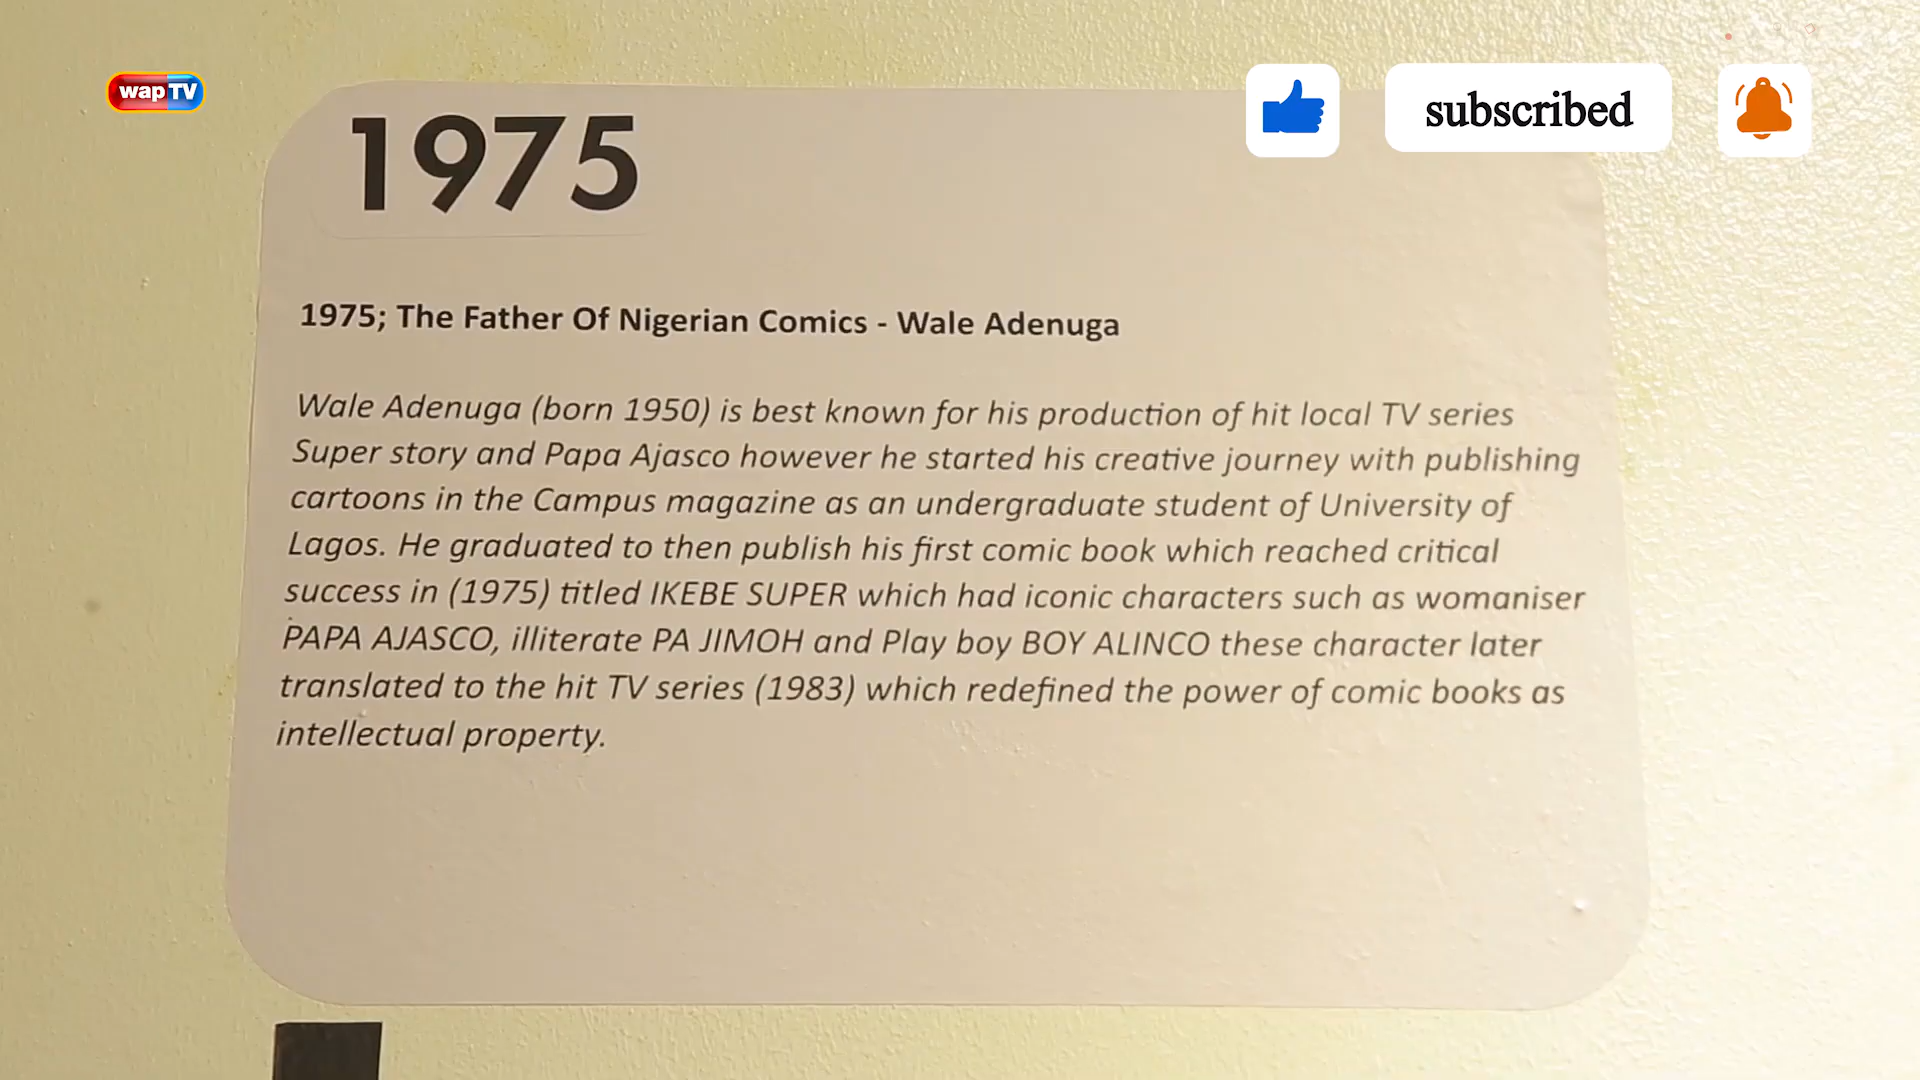 wapTV
subscribed
1975
1975; The Father Of Nigerian Comics - Wale Adenuga
Wale Adenuga (born 1950) is best known for his production of hit local TV series
Super story and Papa Ajasco however he started his creative journey with publishing
cartoons in the Campus magazine as an undergraduate student of University of
Lagos. He graduated to then publish his first comic book which reached critical
success in (1975) titled IKEBE SUPER which had iconic characters such as womaniser
PAPA AJASCO, illiterate PA JIMOH and Play boy BOY ALINCO these character later
translated to the hit TV series (1983) which redefined the power of comic books as
intellectual property.